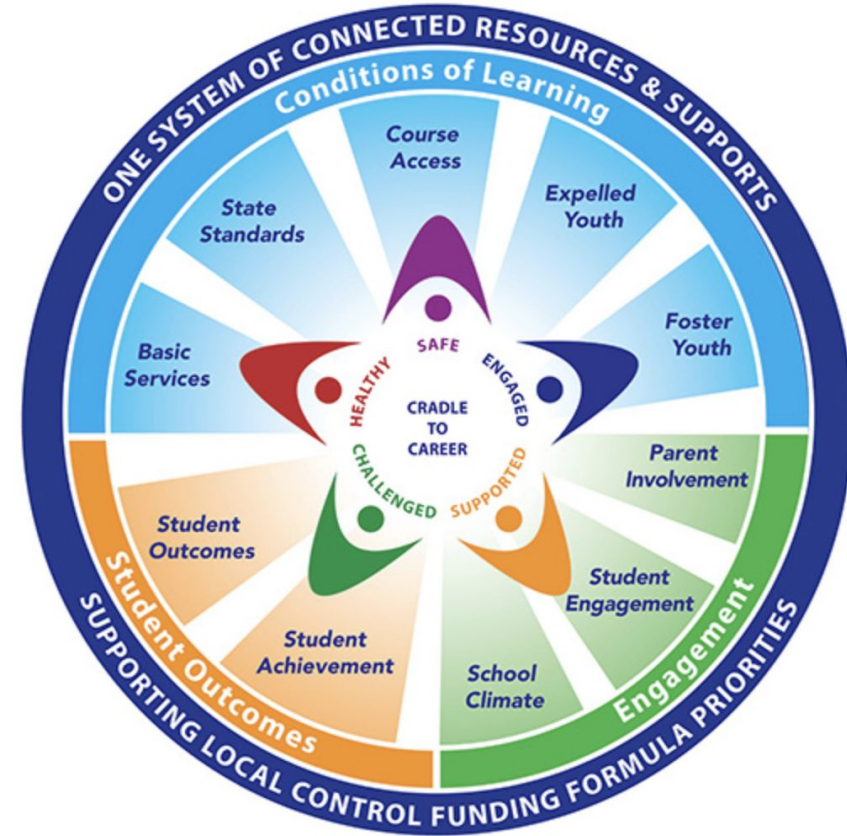 ONE SYSTEM OF CONNECTED RESOURCES & SUPPORTS
Conditions of Learning
Course
Access
State
Standards
Expelled
Youth
Basic
Services
Foster
Youth
SAFE
HEALTHY
ENGAGED
CRADLE
TO
CAREER
CHALLENGED
SUPPORTED
Parent
Involvement
Student
Outcomes
Student
Engagement
Student
Achievement
School
Climate
Student Outcomes
Engagement
SUPPORTING LOCAL CONTROL FUNDING FORMULA PRIORITIES